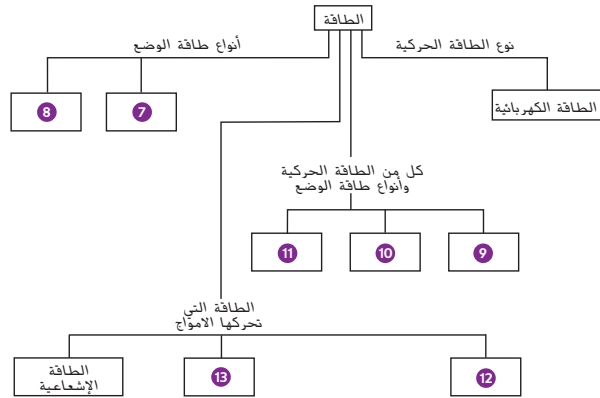 الطاقة
نوع الطاقة الحركية
أنواع طاقة الوضع
الطاقة الكهربائية
7
8
كل من الطاقة الحركية
وأنواع طاقة الوضع
9
10
11
الطاقة التي
تحركها الامواج
12
13
الطاقة
الإشعاعية